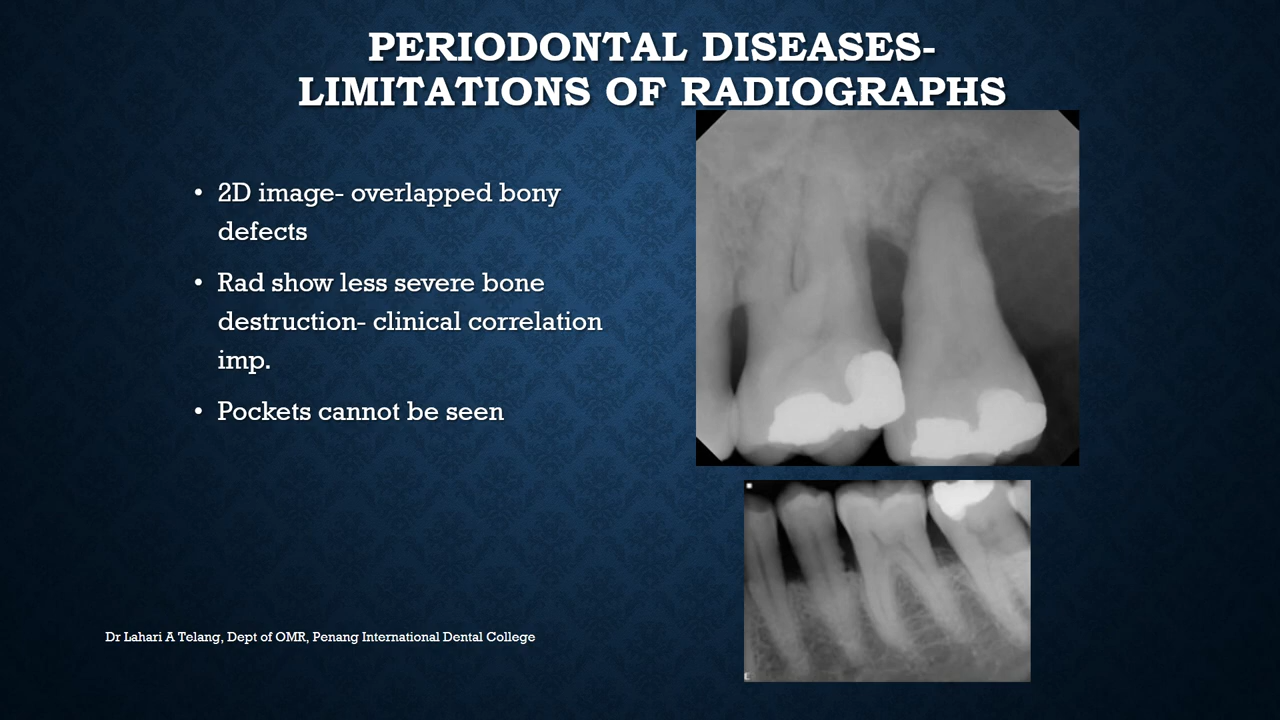 PERIODONTAL DISEASES-
LIMITATIONS OF RADIOGRAPHS
• 2D image- overlapped bony
defects
• Rad show less severe bone
destruction- clinical correlation
imp.
• Pockets cannot be seen
Dr Lahari A Telang, Dept of OMR, Penang International Dental College